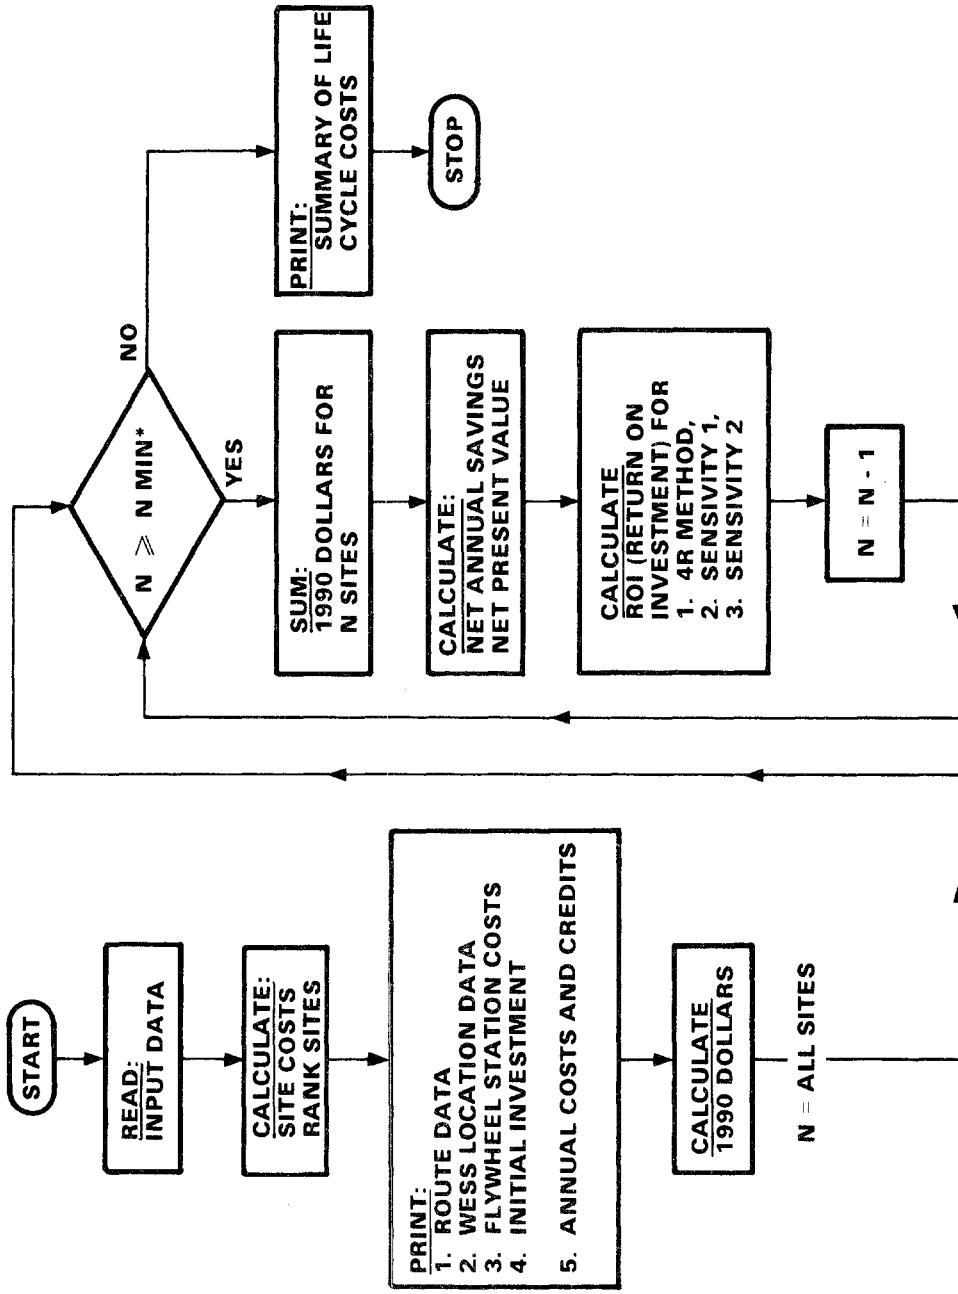 START
READ:
INPUT DATA
CALCULATE:
SITE COSTS
RANK SITES
PRINT:
1. ROUTE DATA
2. WESS LOCATION DATA
3. FLYWHEEL STATION COSTS
4. INITIAL INVESTMENT
5. ANNUAL COSTS AND CREDITS
CALCULATE
1990 DOLLARS
N = ALL SITES
N ⩾ N MIN*
YES
NO
SUM:
1990 DOLLARS FOR
N SITES
CALCULATE:
NET ANNUAL SAVINGS
NET PRESENT VALUE
CALCULATE
ROI (RETURN ON
INVESTMENT) FOR
1. 4R METHOD,
2. SENSIVITY 1,
3. SENSIVITY 2
N = N - 1
PRINT:
SUMMARY OF LIFE
CYCLE COSTS
STOP